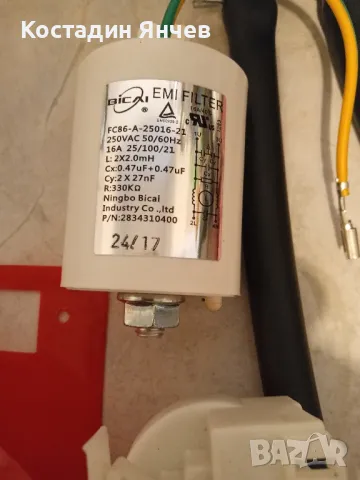 Костадин Янчев
BICAI EMI FILTER
®
FC86-A-25016-21
250VAC 50/60Hz
16A 25/100/21
L: 2X2.0mH
Cx:0.47uF+0.47uF
Cy:2 X 27nF
R:330KΩ
Ningbo Bical
Industry Co.,ltd
P/N:2834310400
24/17
BAZAR